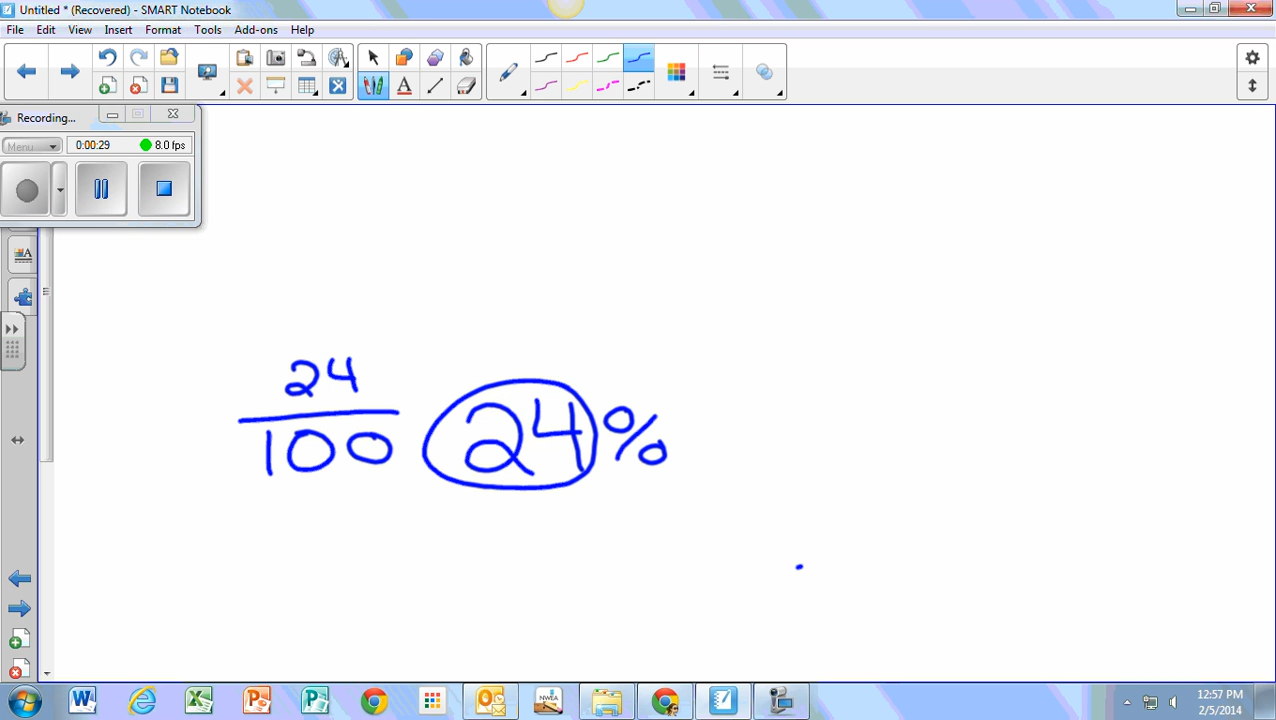 Untitled * (Recovered) - SMART Notebook
File Edit View Insert Format Tools Add-ons Help
Recording...
Menu 0:00:29 8.0 fps
24
100
24%
12:57 PM
2/5/2014